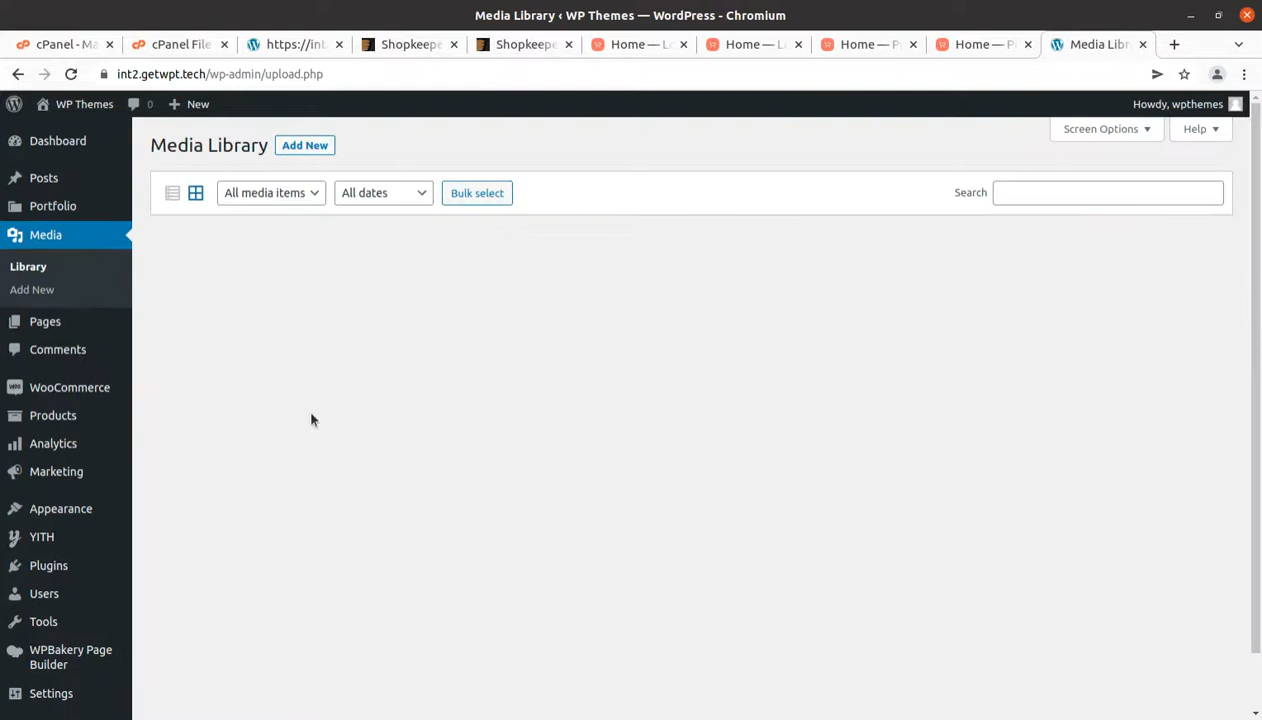 Media Library ‹ WP Themes — WordPress - Chromium
cPanel - Ma
cPanel File
https://int
Shopkeepe
Shopkeepe
Home — Lo
Home — Lo
Home — P
Home — P
Media Libr
int2.getwpt.tech/wp-admin/upload.php
WP Themes
0
New
Howdy, wpthemes
Dashboard
Posts
Portfolio
Media
Library
Add New
Pages
Comments
WooCommerce
Products
Analytics
Marketing
Appearance
YITH
Plugins
Users
Tools
WPBakery Page
Builder
Settings
Screen Options
Help
Media Library
Add New
All media items
All dates
Bulk select
Search